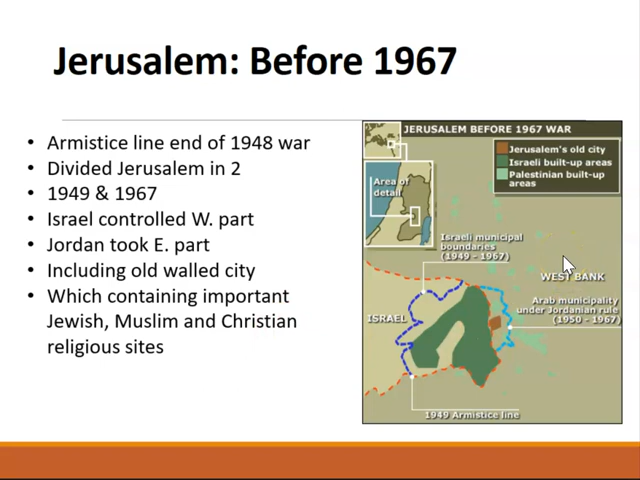 Jerusalem: Before 1967
• Armistice line end of 1948 war
• Divided Jerusalem in 2
• 1949 & 1967
• Israel controlled W. part
• Jordan took E. part
• Including old walled city
• Which containing important
Jewish, Muslim and Christian
religious sites
JERUSALEM BEFORE 1967 WAR
Jerusalem's old city
Israeli built-up areas
Palestinian built-up
areas
Area of
detail
Israeli municipal
boundaries
(1949 - 1967)
WEST BANK
Arab municipality
under Jordanian rule
(1950 - 1967)
ISRAEL
1949 Armistice line